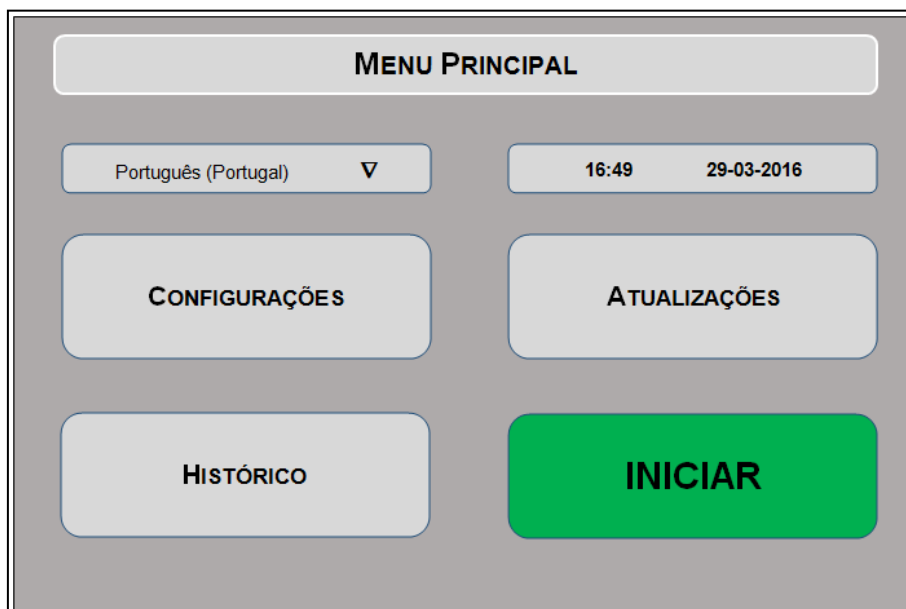 MENU PRINCIPAL
Português (Portugal) ∇
16:49 29-03-2016
CONFIGURAÇÕES
ATUALIZAÇÕES
HISTÓRICO
INICIAR